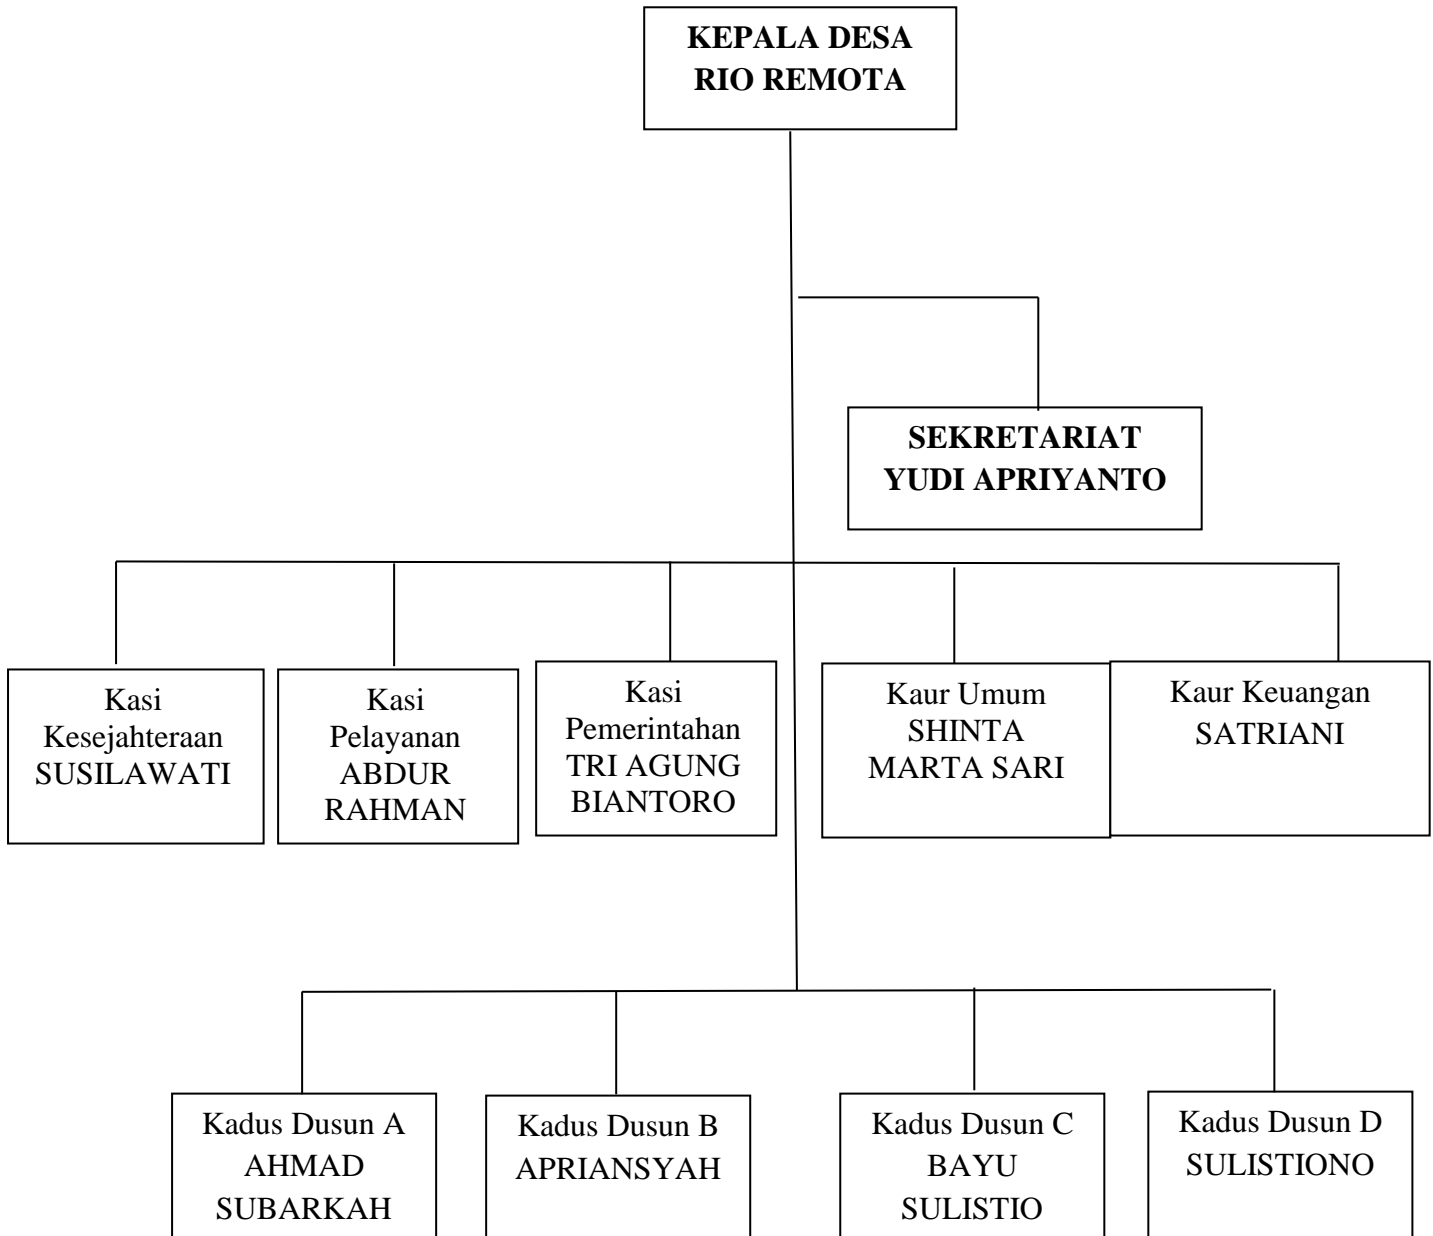 KEPALA DESA
RIO REMOTA
SEKRETARIAT
YUDI APRIYANTO
Kasi
Kesejahteraan
SUSILAWATI
Kasi
Pelayanan
ABDUR
RAHMAN
Kasi
Pemerintahan
TRI AGUNG
BIANTORO
Kaur Umum
SHINTA
MARTA SARI
Kaur Keuangan
SATRIANI
Kadus Dusun A
AHMAD
SUBARKAH
Kadus Dusun B
APRIANSYAH
Kadus Dusun C
BAYU
SULISTIO
Kadus Dusun D
SULISTIONO